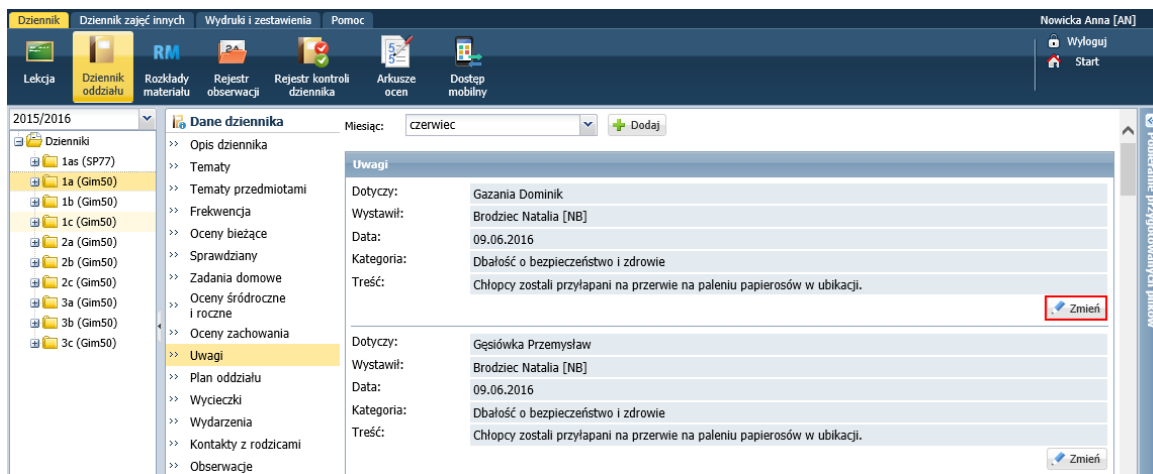 Dziennik Dziennik zajęć innych Wydruki i zestawienia Pomoc Nowicka Anna [AN]
Lekcja
Dziennik oddziału
RM Rozkłady materiału
Rejestr obserwacji
Rejestr kontroli dziennika
Arkusze ocen
Dostęp mobilny
Wyloguj
Start
2015/2016
Dzienniki
1as (SP77)
1a (Gim50)
1b (Gim50)
1c (Gim50)
2a (Gim50)
2b (Gim50)
2c (Gim50)
3a (Gim50)
3b (Gim50)
3c (Gim50)
Dane dziennika
Opis dziennika
Tematy
Tematy przedmiotami
Frekwencja
Oceny bieżące
Sprawdziany
Zadania domowe
Oceny śródroczne
i roczne
Oceny zachowania
Uwagi
Plan oddziału
Wycieczki
Wydarzenia
Kontakty z rodzicami
Obserwacje
Miesiąc: czerwiec Dodaj
Uwagi
Dotyczy: Gazania Dominik
Wystawił: Brodziec Natalia [NB]
Data: 09.06.2016
Kategoria: Dbałość o bezpieczeństwo i zdrowie
Treść: Chłopcy zostali przyłapani na przerwie na paleniu papierosów w ubikacji.
Zmień
Dotyczy: Gęsiówka Przemysław
Wystawił: Brodziec Natalia [NB]
Data: 09.06.2016
Kategoria: Dbałość o bezpieczeństwo i zdrowie
Treść: Chłopcy zostali przyłapani na przerwie na paleniu papierosów w ubikacji.
Zmień
Pobieranie przygotowanych plików